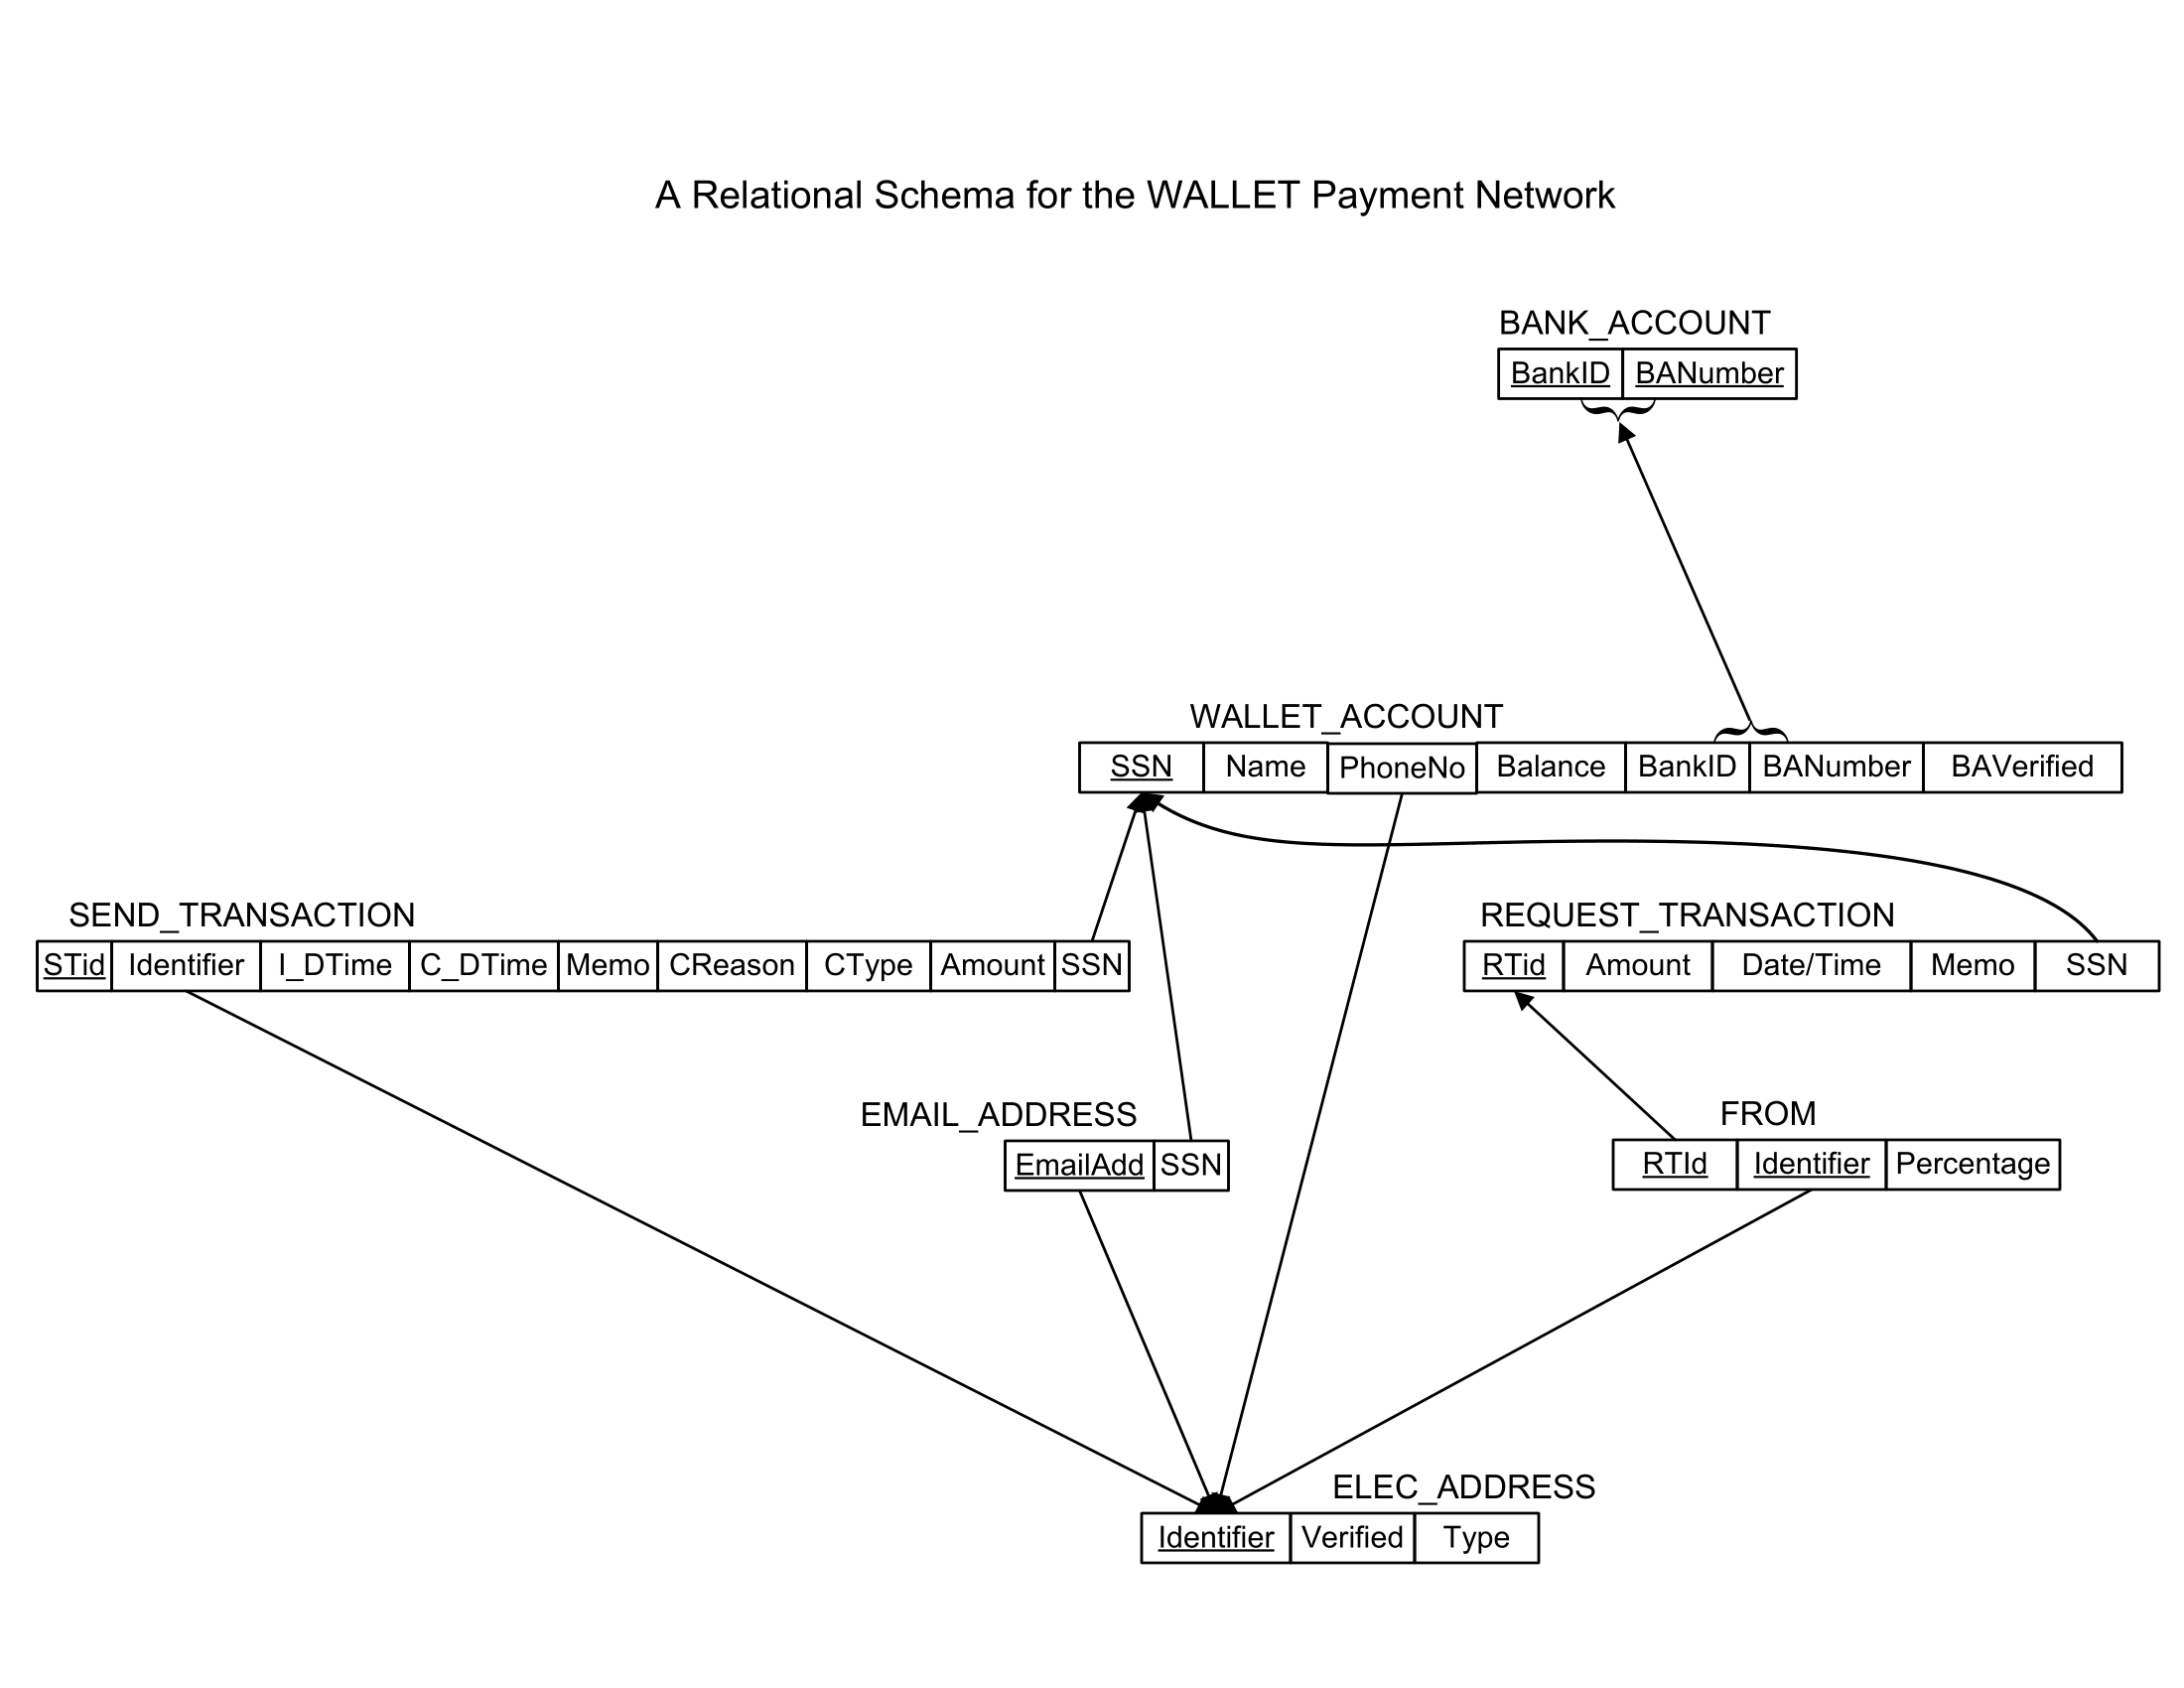 A Relational Schema for the WALLET Payment Network
BANK_ACCOUNT
BankID BANumber
WALLET_ACCOUNT
SSN Name PhoneNo Balance BankID BANumber BAVerified
SEND_TRANSACTION
STid Identifier I_DTime C_DTime Memo CReason CType Amount SSN
REQUEST_TRANSACTION
RTid Amount Date/Time Memo SSN
EMAIL_ADDRESS
EmailAdd SSN
FROM
RTId Identifier Percentage
ELEC_ADDRESS
Identifier Verified Type